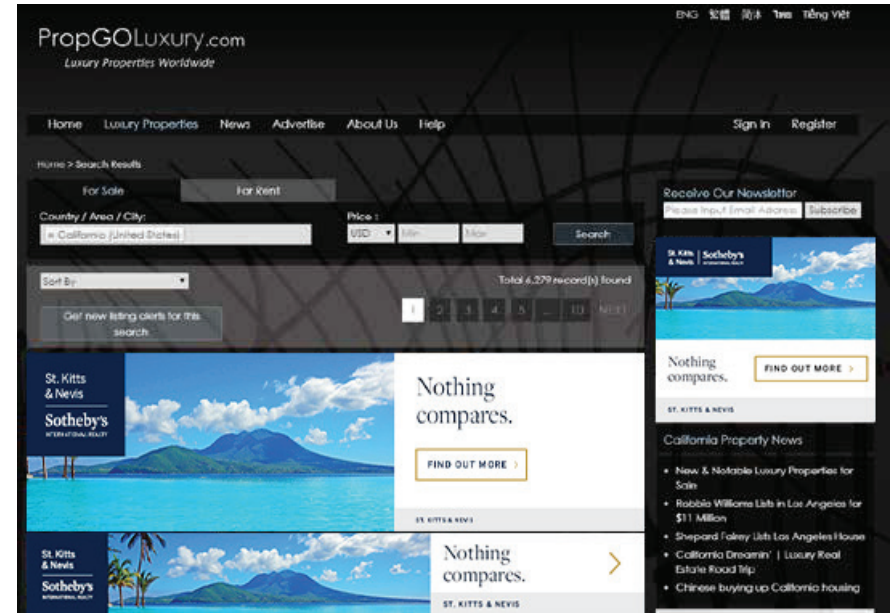 ENG 繁體 简体 ไทย Tiếng Việt
PropGOLuxury.com
Luxury Properties Worldwide
Home Luxury Properties News Advertise About Us Help
Sign In Register
Home > Search Results
For Sale For Rent
Country / Area / City:
× California (United States)
Price :
USD Min Max
Search
Sort By
Total 6,279 record(s) found
Get new listing alerts for this
search
1 2 3 4 5 ... 10 NEXT
St. Kitts
& Nevis
Sotheby's
INTERNATIONAL REALTY
Nothing
compares.
FIND OUT MORE >
ST. KITTS & NEVIS
St. Kitts
& Nevis
Sotheby's
Nothing
compares.
ST. KITTS & NEVIS
Receive Our Newsletter
Please Input Email Address Subscribe
St. Kitts
& Nevis
Sotheby's
INTERNATIONAL REALTY
Nothing
compares.
FIND OUT MORE >
ST. KITTS & NEVIS
California Property News
• New & Notable Luxury Properties for
Sale
• Robbie Williams Lists in Los Angeles for
$11 Million
• Shepard Fairey Lists Los Angeles House
• California Dreamin' | Luxury Real
Estate Road Trip
• Chinese buying up California housing